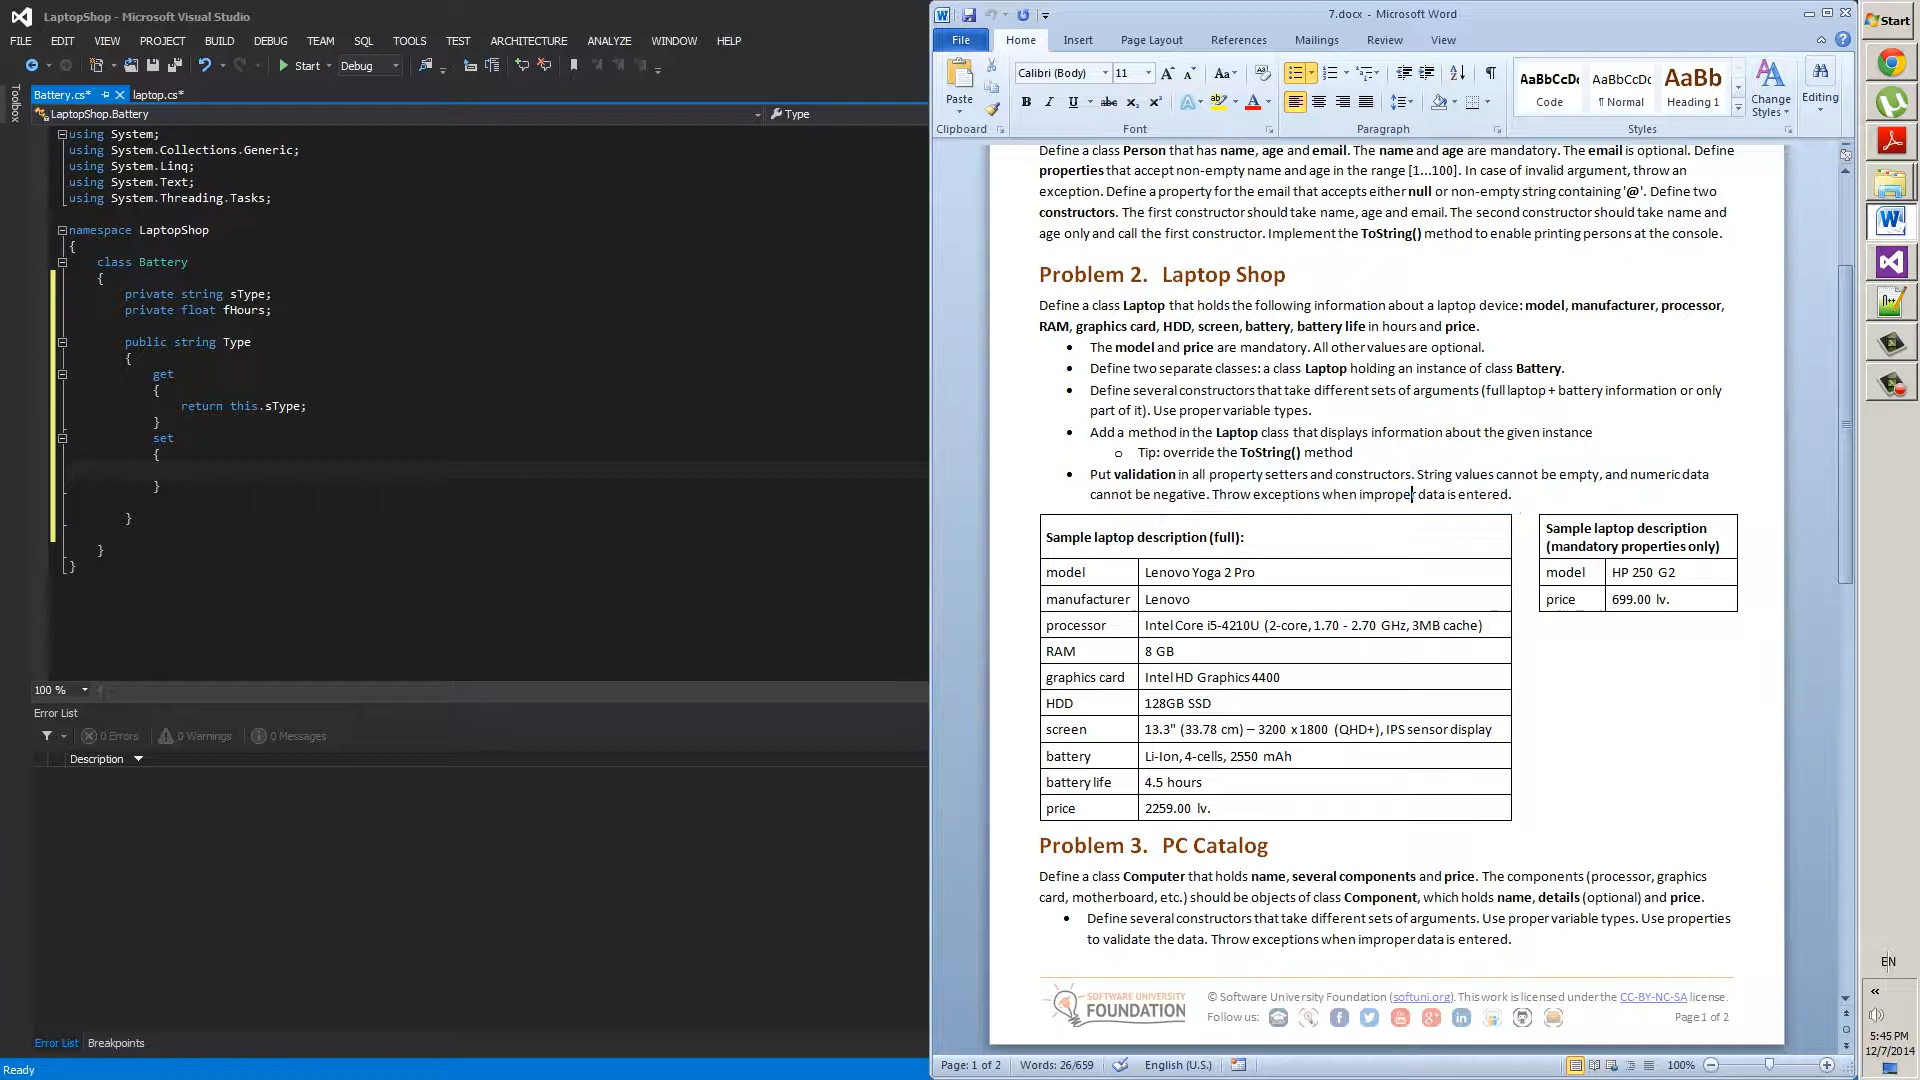 LaptopShop - Microsoft Visual Studio
FILE EDIT VIEW PROJECT BUILD DEBUG TEAM SQL TOOLS TEST ARCHITECTURE ANALYZE WINDOW HELP
Start Debug
Toolbox
Battery.cs* laptop.cs*
LaptopShop.Battery Type
using System;
using System.Collections.Generic;
using System.Linq;
using System.Text;
using System.Threading.Tasks;
namespace LaptopShop
{
class Battery
{
private string sType;
private float fHours;
public string Type
{
get
{
return this.sType;
}
set
{
}
}
}
}
100 %
Error List
0 Errors 0 Warnings 0 Messages
Description
Error List Breakpoints
Ready
7.docx - Microsoft Word
File Home Insert Page Layout References Mailings Review View
Paste
Clipboard
Calibri (Body) 11
Font
Paragraph
AaBbCcDc AaBbCcDc AaBb
Code ¶ Normal Heading 1
Change Styles
Styles
Editing
Define a class Person that has name, age and email. The name and age are mandatory. The email is optional. Define
properties that accept non-empty name and age in the range [1...100]. In case of invalid argument, throw an
exception. Define a property for the email that accepts either null or non-empty string containing '@'. Define two
constructors. The first constructor should take name, age and email. The second constructor should take name and
age only and call the first constructor. Implement the ToString() method to enable printing persons at the console.
Problem 2. Laptop Shop
Define a class Laptop that holds the following information about a laptop device: model, manufacturer, processor,
RAM, graphics card, HDD, screen, battery, battery life in hours and price.
• The model and price are mandatory. All other values are optional.
• Define two separate classes: a class Laptop holding an instance of class Battery.
• Define several constructors that take different sets of arguments (full laptop + battery information or only
part of it). Use proper variable types.
• Add a method in the Laptop class that displays information about the given instance
o Tip: override the ToString() method
• Put validation in all property setters and constructors. String values cannot be empty, and numeric data
cannot be negative. Throw exceptions when improper data is entered.
Sample laptop description (full):
model Lenovo Yoga 2 Pro
manufacturer Lenovo
processor Intel Core i5-4210U (2-core, 1.70 - 2.70 GHz, 3MB cache)
RAM 8 GB
graphics card Intel HD Graphics 4400
HDD 128GB SSD
screen 13.3" (33.78 cm) – 3200 x 1800 (QHD+), IPS sensor display
battery Li-Ion, 4-cells, 2550 mAh
battery life 4.5 hours
price 2259.00 lv.
Sample laptop description
(mandatory properties only)
model HP 250 G2
price 699.00 lv.
Problem 3. PC Catalog
Define a class Computer that holds name, several components and price. The components (processor, graphics
card, motherboard, etc.) should be objects of class Component, which holds name, details (optional) and price.
• Define several constructors that take different sets of arguments. Use proper variable types. Use properties
to validate the data. Throw exceptions when improper data is entered.
SOFTWARE UNIVERSITY
FOUNDATION
© Software University Foundation (softuni.org). This work is licensed under the CC-BY-NC-SA license.
Follow us: Page 1 of 2
Page: 1 of 2 Words: 26/659 English (U.S.) 100%
Start
EN
5:45 PM
12/7/2014